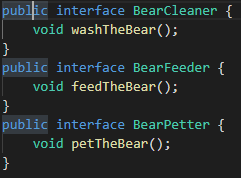 public interface BearCleaner {
    void washTheBear();
}
public interface BearFeeder {
    void feedTheBear();
}
public interface BearPetter {
    void petTheBear();
}